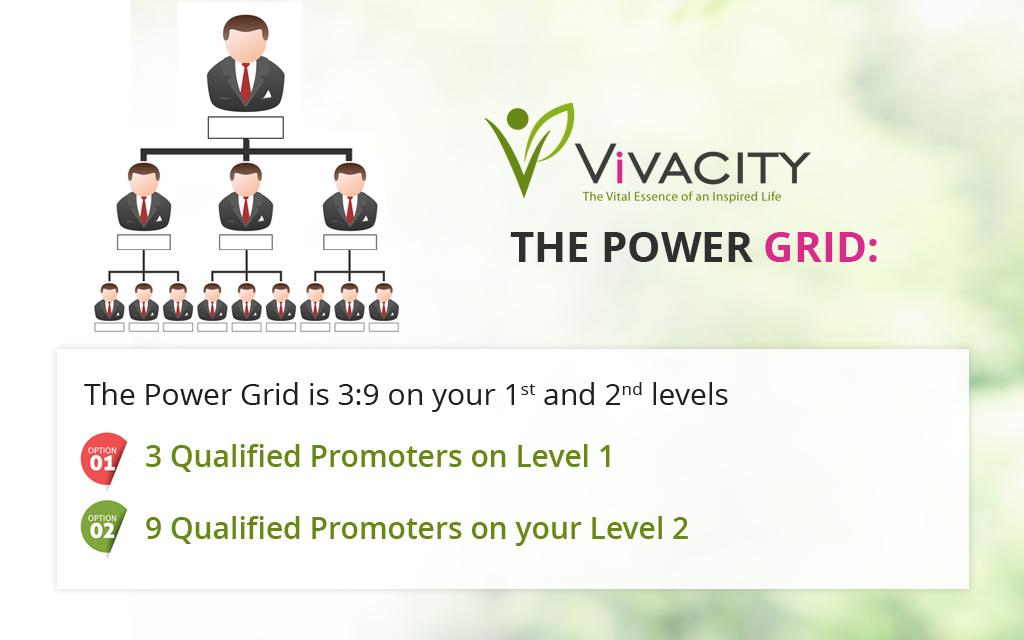 ViVACITY
The Vital Essence of an Inspired Life
THE POWER GRID:
The Power Grid is 3:9 on your 1st and 2nd levels
OPTION
01
3 Qualified Promoters on Level 1
OPTION
02
9 Qualified Promoters on your Level 2